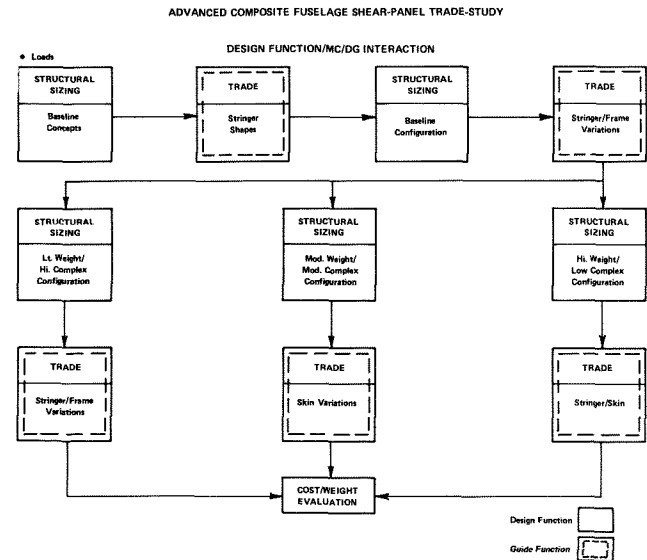 ADVANCED COMPOSITE FUSELAGE SHEAR-PANEL TRADE-STUDY
DESIGN FUNCTION/MC/DG INTERACTION
• Loads
STRUCTURAL
SIZING
Baseline
Concepts
TRADE
Stringer
Shapes
STRUCTURAL
SIZING
Baseline
Configuration
TRADE
Stringer/Frame
Variations
STRUCTURAL
SIZING
Lt. Weight/
Hi. Complex
Configuration
STRUCTURAL
SIZING
Mod. Weight/
Mod. Complex
Configuration
STRUCTURAL
SIZING
Hi. Weight/
Low Complex
Configuration
TRADE
Stringer/Frame
Variations
TRADE
Skin Variations
TRADE
Stringer/Skin
COST/WEIGHT
EVALUATION
Design Function
Guide Function